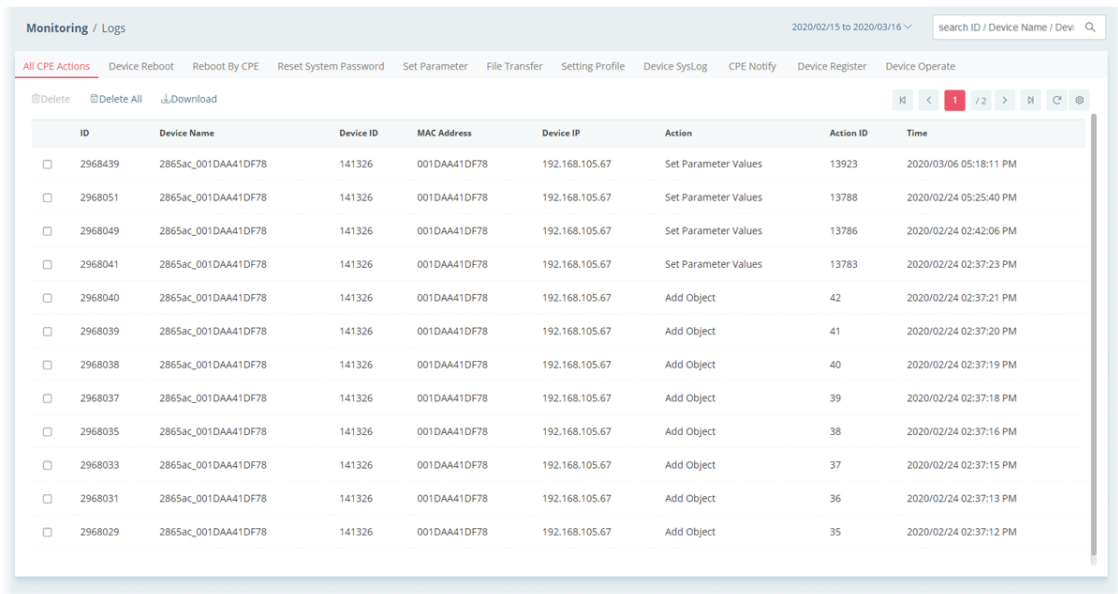 Monitoring / Logs
2020/02/15 to 2020/03/16
search ID / Device Name / Devi
All CPE Actions Device Reboot Reboot By CPE Reset System Password Set Parameter File Transfer Setting Profile Device SysLog CPE Notify Device Register Device Operate
Delete Delete All Download 1 / 2
ID Device Name Device ID MAC Address Device IP Action Action ID Time
2968439 2865ac_001DAA41DF78 141326 001DAA41DF78 192.168.105.67 Set Parameter Values 13923 2020/03/06 05:18:11 PM
2968051 2865ac_001DAA41DF78 141326 001DAA41DF78 192.168.105.67 Set Parameter Values 13788 2020/02/24 05:25:40 PM
2968049 2865ac_001DAA41DF78 141326 001DAA41DF78 192.168.105.67 Set Parameter Values 13786 2020/02/24 02:42:06 PM
2968041 2865ac_001DAA41DF78 141326 001DAA41DF78 192.168.105.67 Set Parameter Values 13783 2020/02/24 02:37:23 PM
2968040 2865ac_001DAA41DF78 141326 001DAA41DF78 192.168.105.67 Add Object 42 2020/02/24 02:37:21 PM
2968039 2865ac_001DAA41DF78 141326 001DAA41DF78 192.168.105.67 Add Object 41 2020/02/24 02:37:20 PM
2968038 2865ac_001DAA41DF78 141326 001DAA41DF78 192.168.105.67 Add Object 40 2020/02/24 02:37:19 PM
2968037 2865ac_001DAA41DF78 141326 001DAA41DF78 192.168.105.67 Add Object 39 2020/02/24 02:37:18 PM
2968035 2865ac_001DAA41DF78 141326 001DAA41DF78 192.168.105.67 Add Object 38 2020/02/24 02:37:16 PM
2968033 2865ac_001DAA41DF78 141326 001DAA41DF78 192.168.105.67 Add Object 37 2020/02/24 02:37:15 PM
2968031 2865ac_001DAA41DF78 141326 001DAA41DF78 192.168.105.67 Add Object 36 2020/02/24 02:37:13 PM
2968029 2865ac_001DAA41DF78 141326 001DAA41DF78 192.168.105.67 Add Object 35 2020/02/24 02:37:12 PM